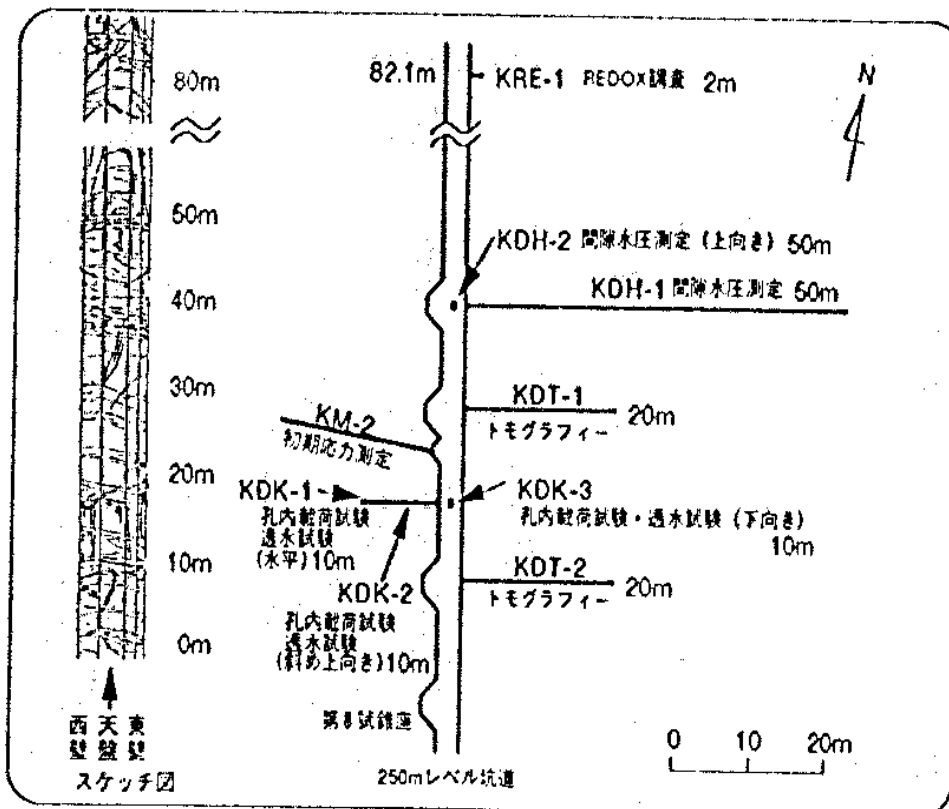 80m
50m
40m
30m
20m
10m
0m
西壁
天盤
東壁
スケッチ図
82.1m
KRE-1 REDOX調査 2m
N
KDH-2 間隙水圧測定 (上向き) 50m
KDH-1 間隙水圧測定 50m
KDT-1 20m
トモグラフィー
KM-2
初期応力測定
KDK-1
孔内載荷試験
透水試験
(水平)10m
KDK-3
孔内載荷試験・透水試験 (下向き)
10m
KDK-2
孔内載荷試験
透水試験
(斜め上向き)10m
KDT-2 20m
トモグラフィー
第8試錐座
250mレベル坑道
0 10 20m